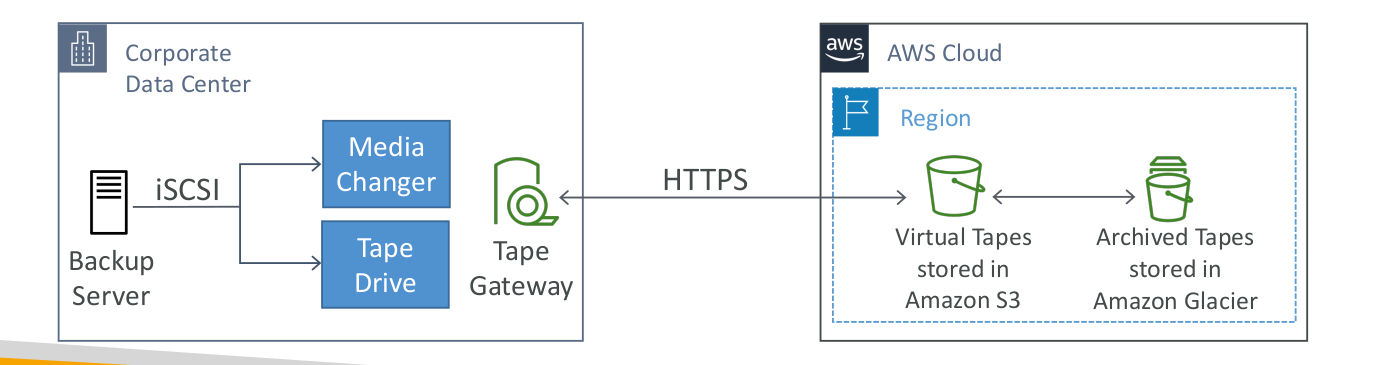 Corporate
Data Center
iSCSI
Backup
Server
Media
Changer
Tape
Drive
Tape
Gateway
HTTPS
aws
AWS Cloud
Region
Virtual Tapes
stored in
Amazon S3
Archived Tapes
stored in
Amazon Glacier